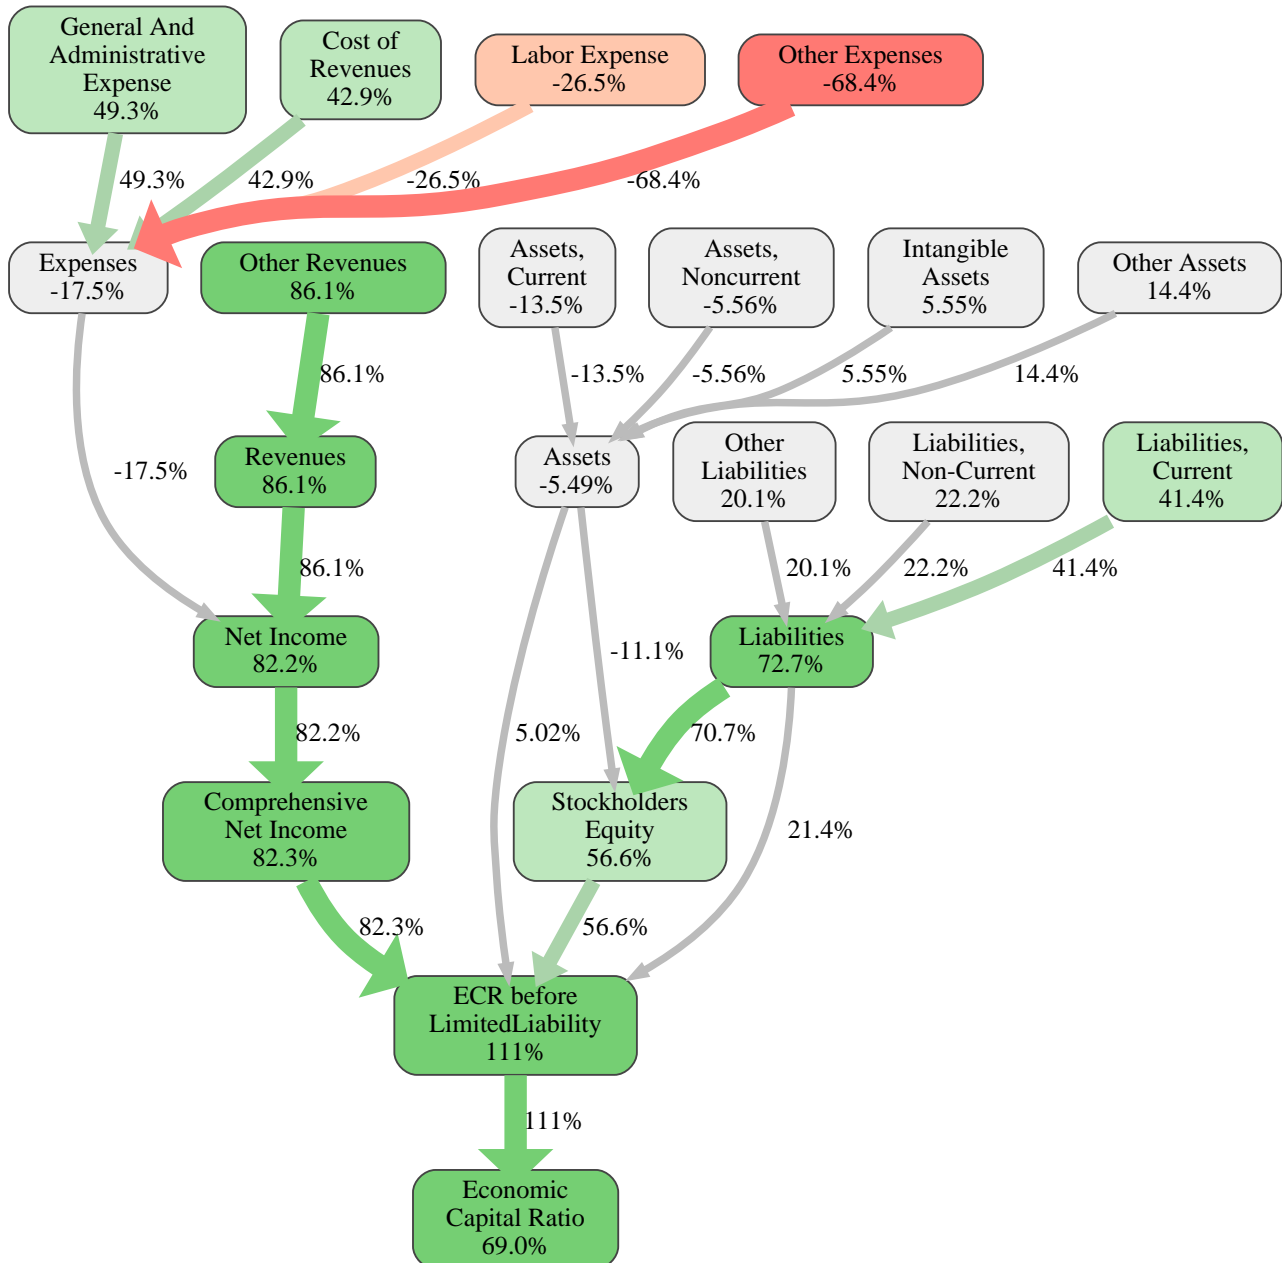 General And
Administrative
Expense
49.3%
Cost of
Revenues
42.9%
Labor Expense
-26.5%
Other Expenses
-68.4%
49.3%
42.9%
-26.5%
-68.4%
Expenses
-17.5%
Other Revenues
86.1%
Assets,
Current
-13.5%
Assets,
Noncurrent
-5.56%
Intangible
Assets
5.55%
Other Assets
14.4%
86.1%
-13.5%
-5.56%
5.55%
14.4%
-17.5%
Revenues
86.1%
Assets
-5.49%
Other
Liabilities
20.1%
Liabilities,
Non-Current
22.2%
Liabilities,
Current
41.4%
86.1%
20.1%
22.2%
41.4%
Net Income
82.2%
-11.1%
Liabilities
72.7%
82.2%
5.02%
70.7%
Comprehensive
Net Income
82.3%
Stockholders
Equity
56.6%
21.4%
82.3%
56.6%
ECR before
LimitedLiability
111%
111%
Economic
Capital Ratio
69.0%